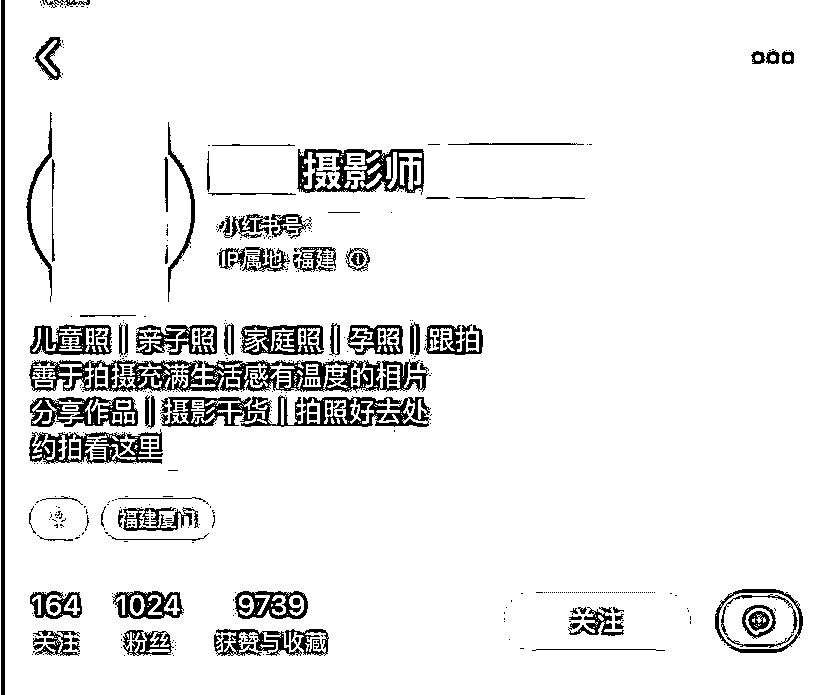 摄影师
小红书号
IP属地 福建
儿童照｜亲子照｜家庭照｜孕照｜跟拍
善于拍摄充满生活感有温度的相片
分享作品｜摄影干货｜拍照好去处
约拍看这里
福建厦门
164 1024 9739
关注 粉丝 获赞与收藏 关注